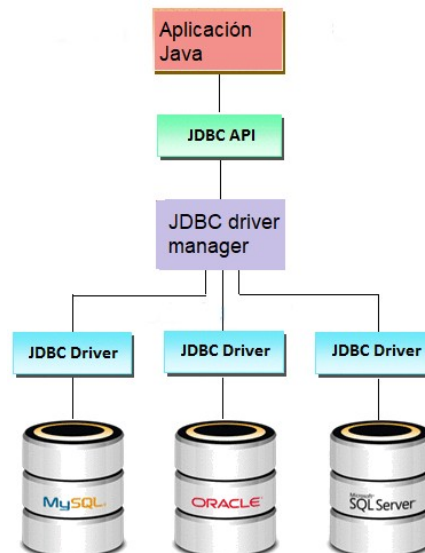 Aplicación
Java
JDBC API
JDBC driver
manager
JDBC Driver
JDBC Driver
JDBC Driver
MySQL
ORACLE
Microsoft
SQL Server